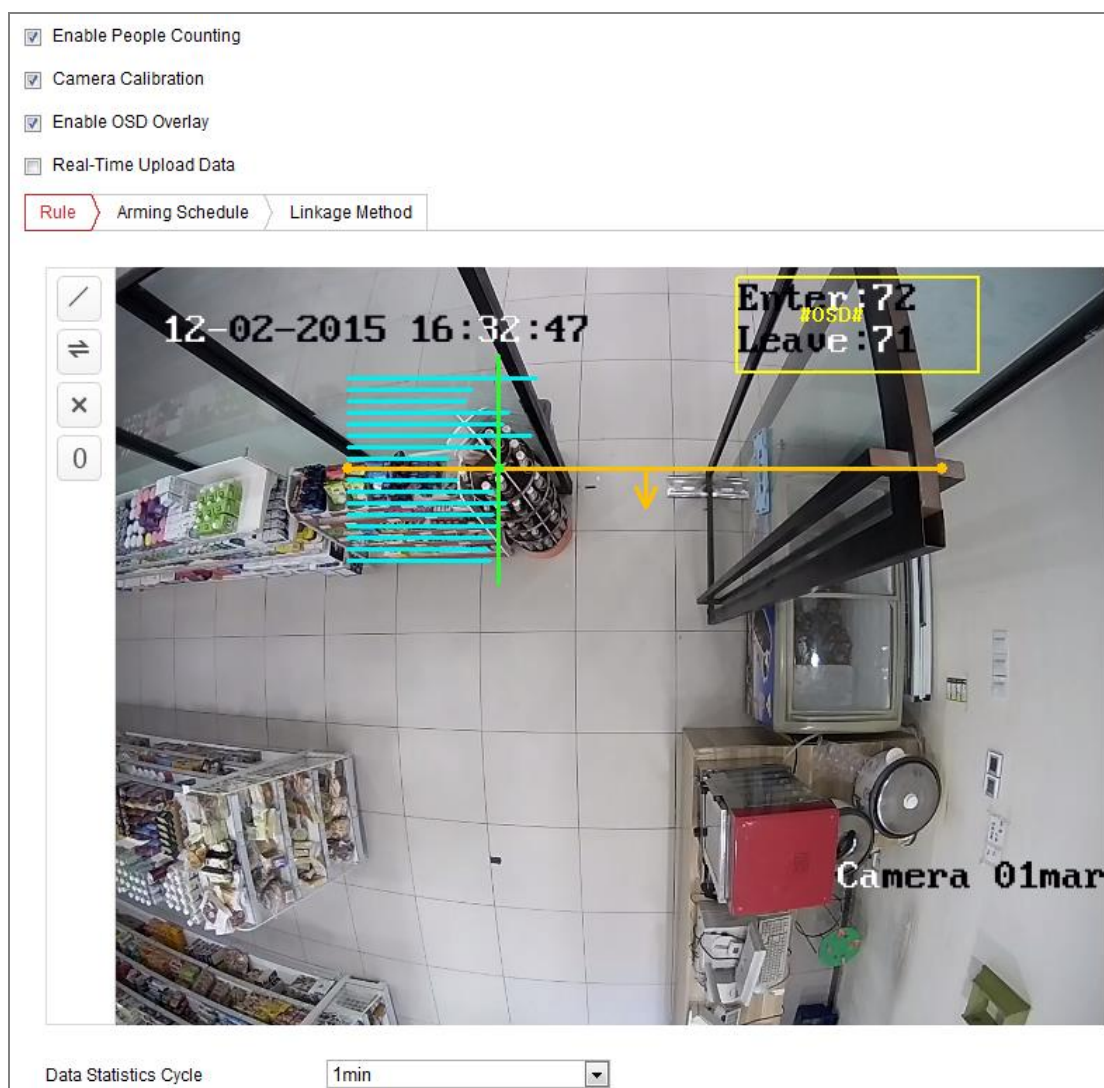 Enable People Counting
Camera Calibration
Enable OSD Overlay
Real-Time Upload Data
Rule Arming Schedule Linkage Method
12-02-2015 16:32:47
Enter:72
#OSD#
Leave:71
0
Camera 01mar
Data Statistics Cycle 1min